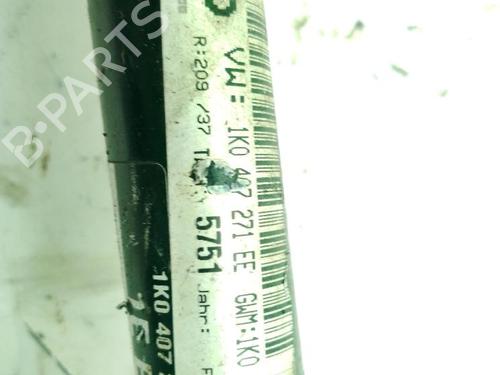 VW: 1K0 407 271 EE GWM:1K0
R:209 /37
5751 Jahr:
1K0 407
B-PARTS